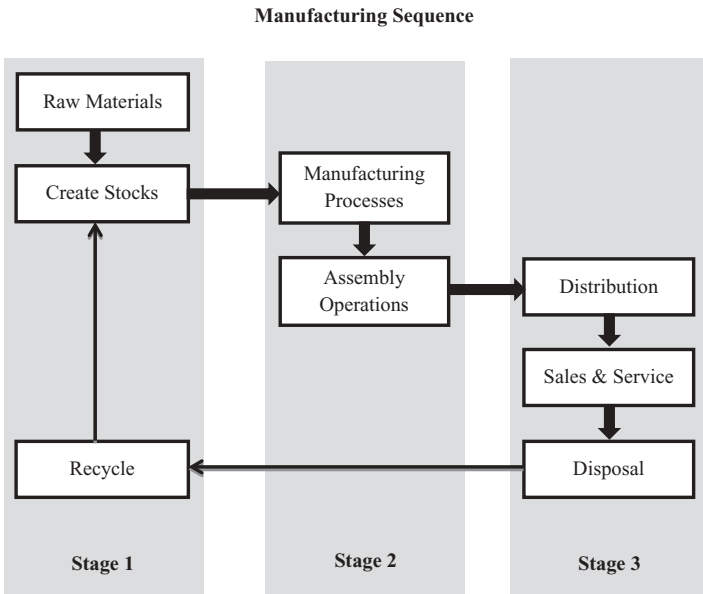 Manufacturing Sequence
Raw Materials
Create Stocks
Recycle
Stage 1
Manufacturing
Processes
Assembly
Operations
Stage 2
Distribution
Sales & Service
Disposal
Stage 3